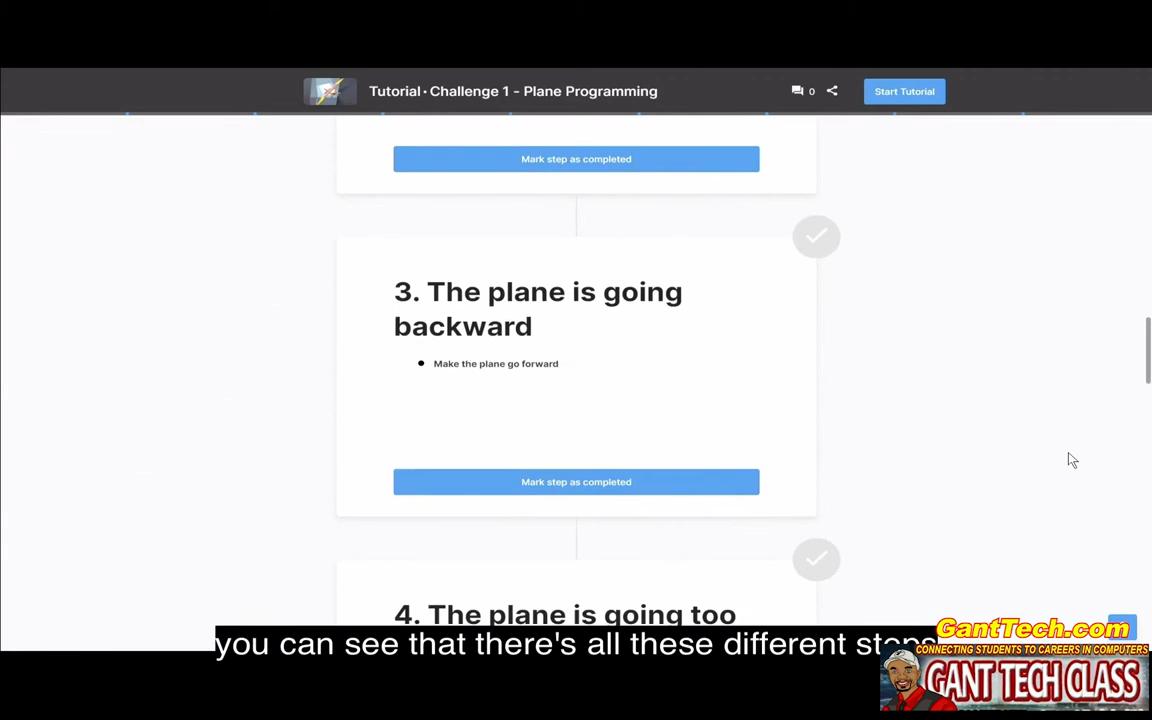 Tutorial • Challenge 1 - Plane Programming
0
Start Tutorial
Mark step as completed
3. The plane is going
backward
Make the plane go forward
Mark step as completed
4. The plane is going too
you can see that there's all these different steps
GantTech.com
CONNECTING STUDENTS TO CAREERS IN COMPUTERS
GANT TECH CLASS